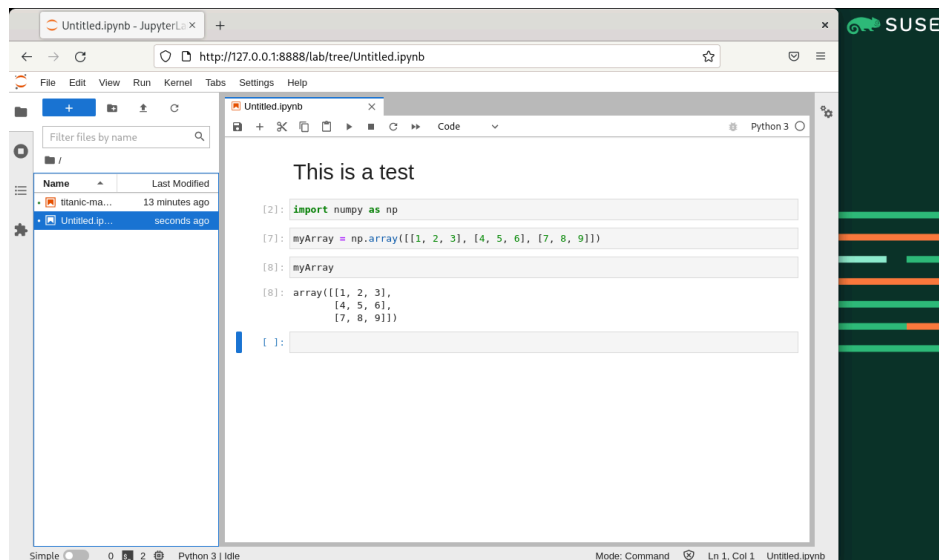 Untitled.ipynb - JupyterLa
SUSE
http://127.0.0.1:8888/lab/tree/Untitled.ipynb
File Edit View Run Kernel Tabs Settings Help
Untitled.ipynb
Filter files by name
Code
Python 3
/
Name Last Modified
titanic-ma… 13 minutes ago
Untitled.ip… seconds ago
This is a test
[2]: import numpy as np
[7]: myArray = np.array([[1, 2, 3], [4, 5, 6], [7, 8, 9]])
[8]: myArray
[8]: array([[1, 2, 3],
[4, 5, 6],
[7, 8, 9]])
[ ]:
Simple 0 2 Python 3 | Idle
Mode: Command Ln 1, Col 1 Untitled.ipynb